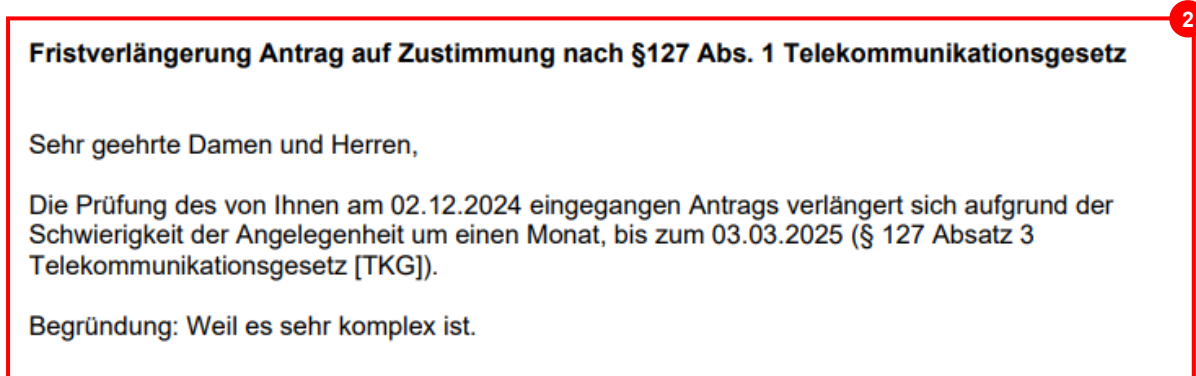 2
Fristverlängerung Antrag auf Zustimmung nach §127 Abs. 1 Telekommunikationsgesetz
Sehr geehrte Damen und Herren,
Die Prüfung des von Ihnen am 02.12.2024 eingegangen Antrags verlängert sich aufgrund der
Schwierigkeit der Angelegenheit um einen Monat, bis zum 03.03.2025 (§ 127 Absatz 3
Telekommunikationsgesetz [TKG]).
Begründung: Weil es sehr komplex ist.